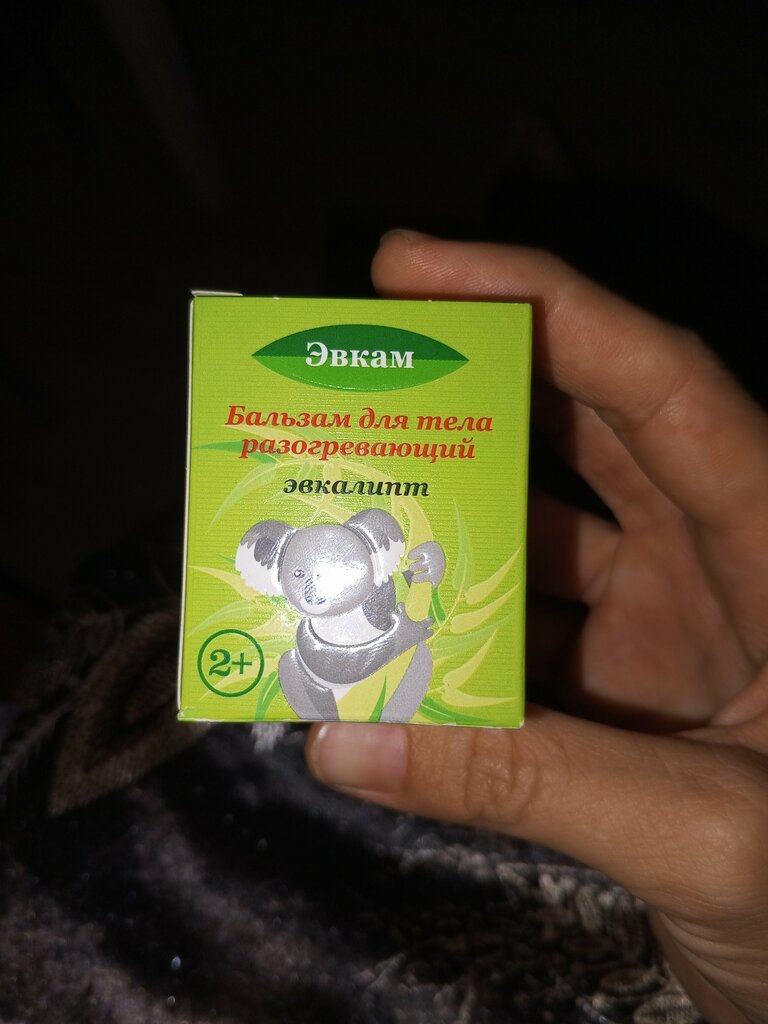 Эвкам
Бальзам для тела
разогревающий
эвкалипт
2+